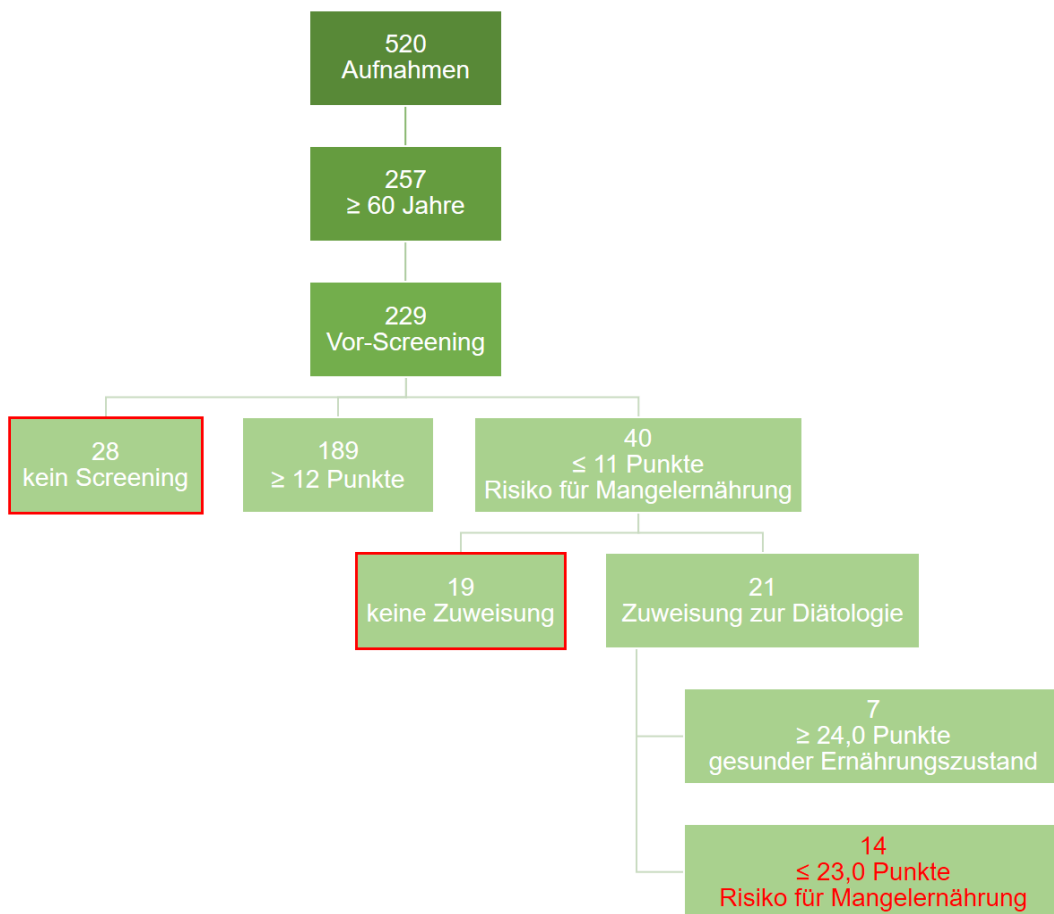 520
Aufnahmen
257
≥ 60 Jahre
229
Vor-Screening
28
kein Screening
189
≥ 12 Punkte
40
≤ 11 Punkte
Risiko für Mangelernährung
19
keine Zuweisung
21
Zuweisung zur Diätologie
7
≥ 24,0 Punkte
gesunder Ernährungszustand
14
≤ 23,0 Punkte
Risiko für Mangelernährung